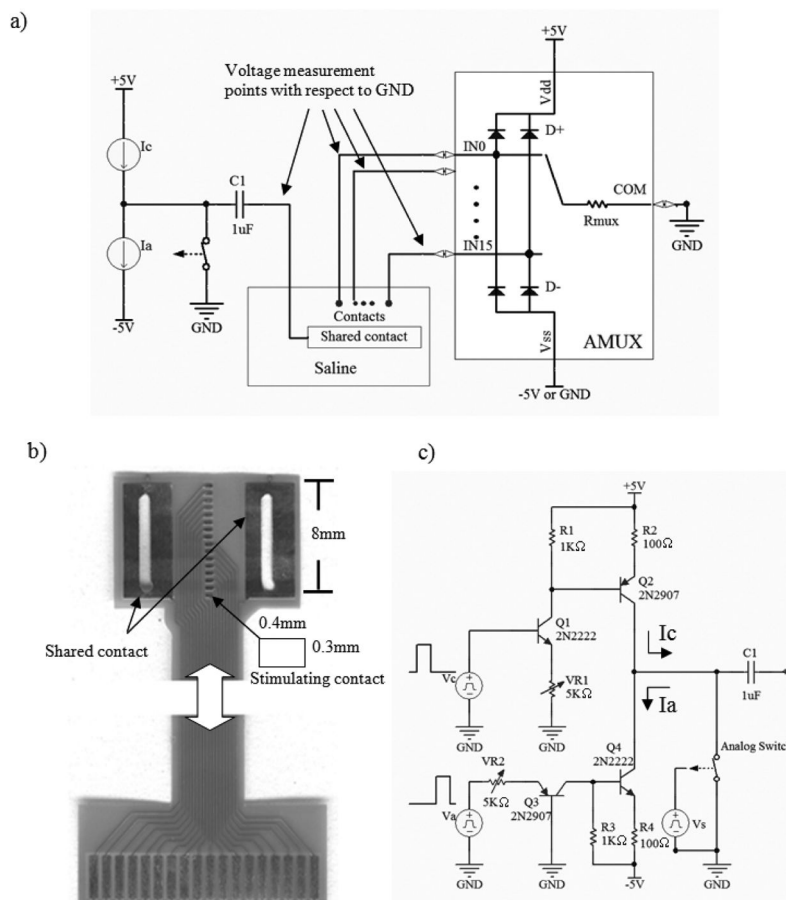 a)
+5V
+5V
Voltage measurement
points with respect to GND
Vdd
D+
Ic
IN0
C1
COM
1uF
Rmux
GND
Ia
IN15
Contacts
D-
Shared contact
GND
-5V
Vss
AMUX
Saline
-5V or GND
b)
c)
+5V
R1
1KΩ
R2
100Ω
8mm
Q2
2N2907
0.4mm
0.3mm
Shared contact
Stimulating contact
Q1
2N2222
Ic
C1
1uF
Vc
VR1
5KΩ
Ia
GND
GND
Analog Switch
VR2
5KΩ
Q4
2N2222
Q3
2N2907
Va
R3
1KΩ
R4
100Ω
Vs
GND
GND
-5V
GND